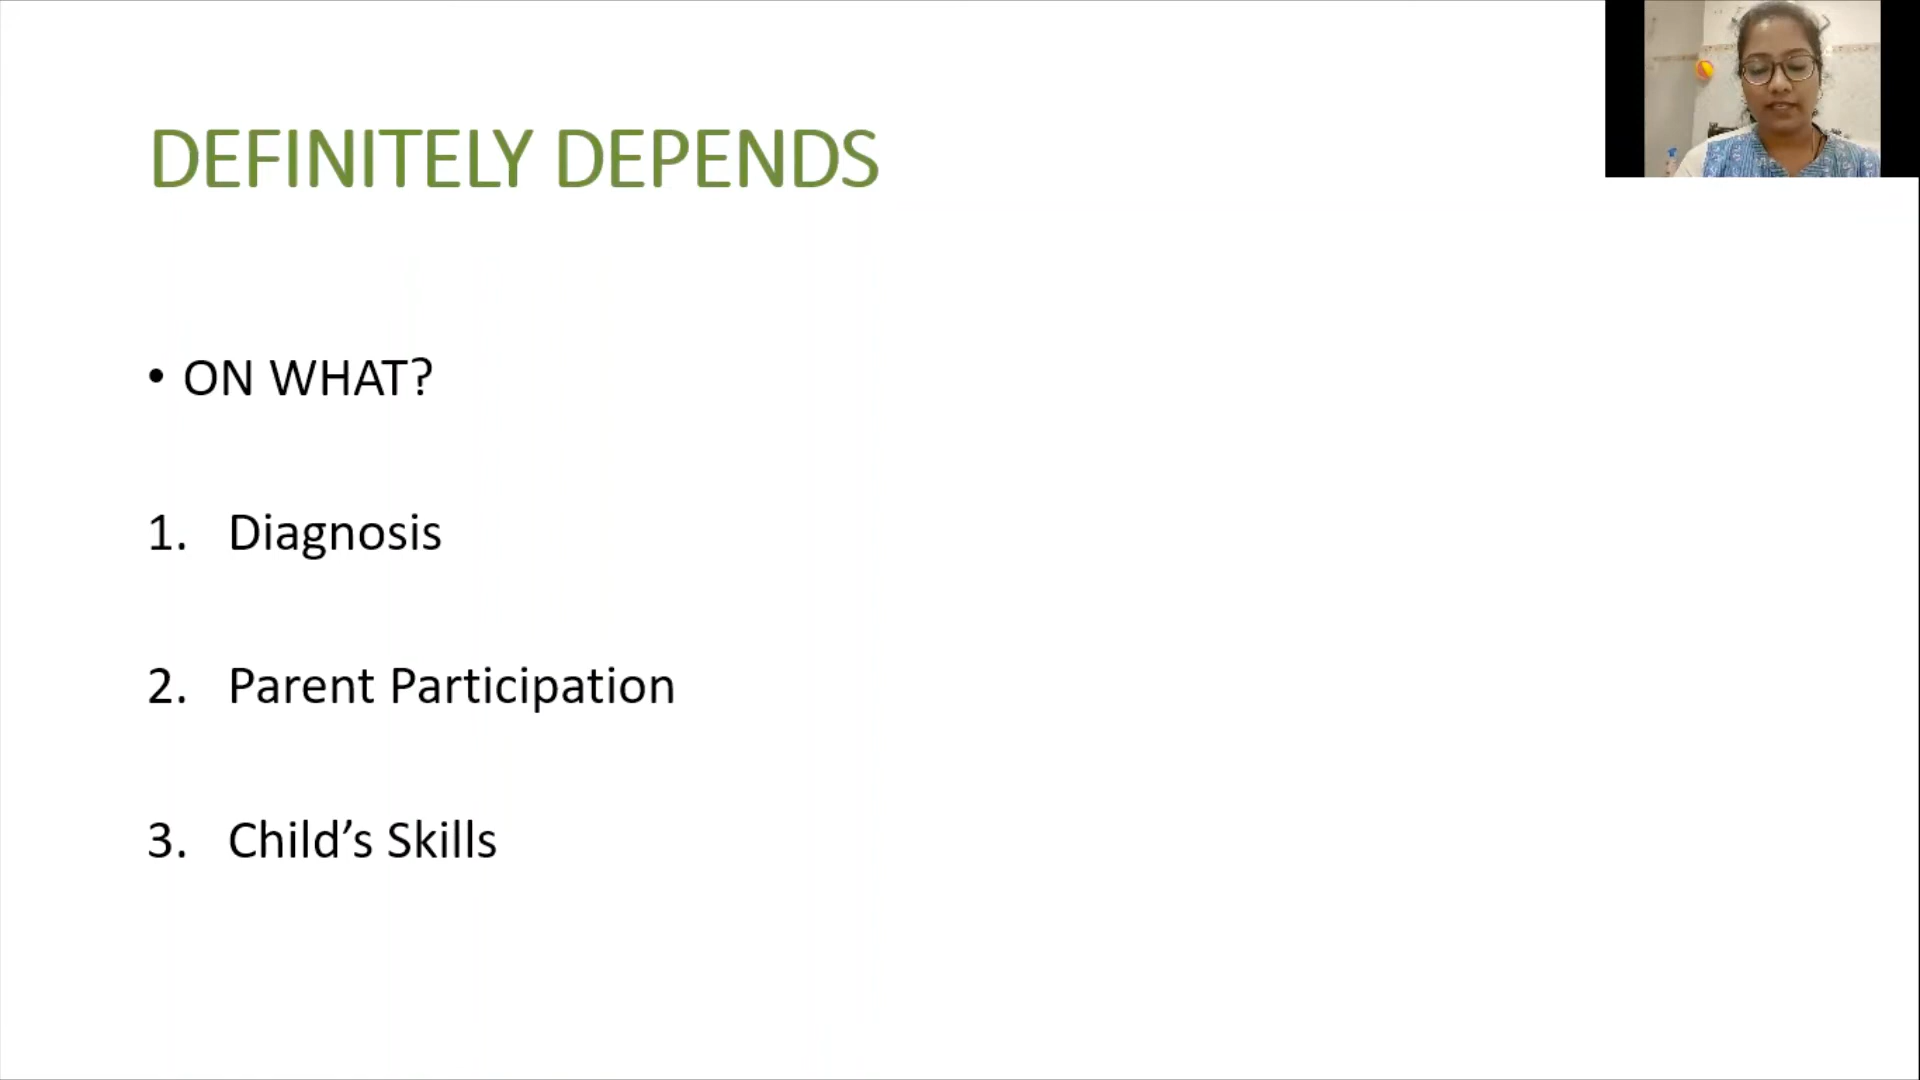 DEFINITELY DEPENDS
• ON WHAT?
1. Diagnosis
2. Parent Participation
3. Child’s Skills